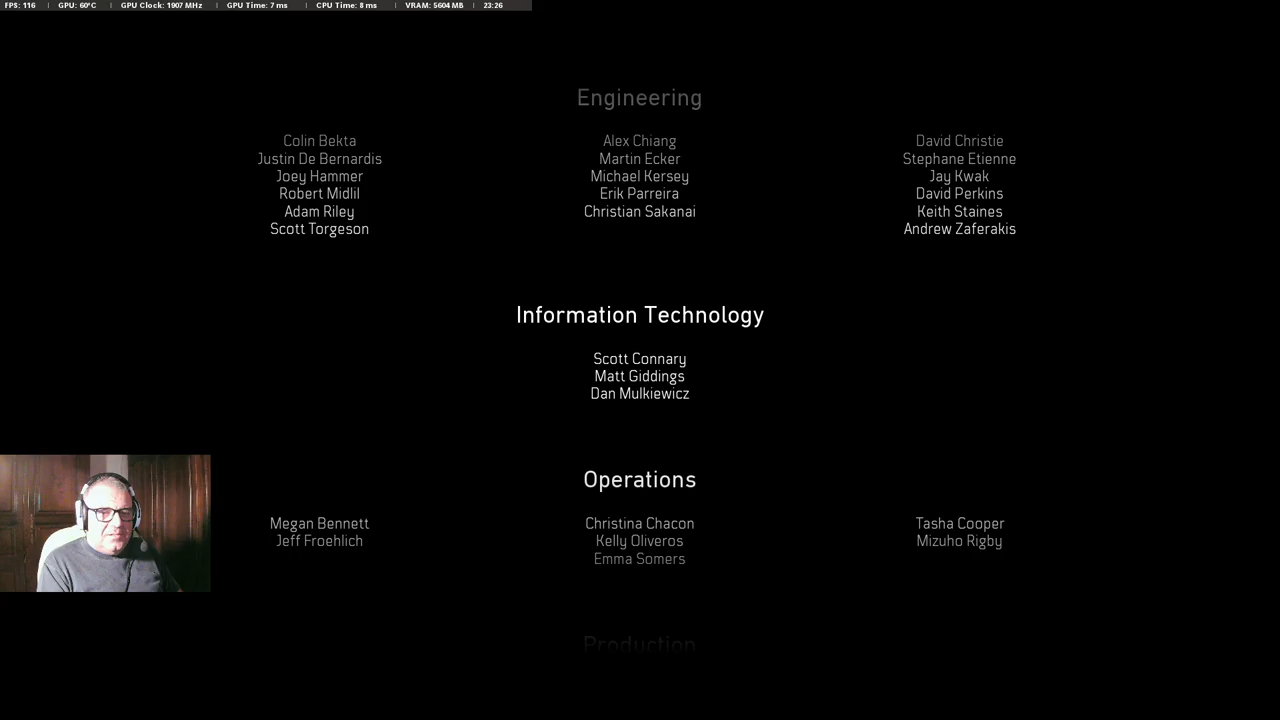 FPS: 116 | GPU: 60°C | GPU Clock: 1907 MHz | GPU Time: 7 ms | CPU Time: 8 ms | VRAM: 5604 MB | 23:26
Engineering
Colin Bekta Alex Chiang David Christie
Justin De Bernardis Martin Ecker Stephane Etienne
Joey Hammer Michael Kersey Jay Kwak
Robert Midlil Erik Parreira David Perkins
Adam Riley Christian Sakanai Keith Staines
Scott Torgeson Andrew Zaferakis
Information Technology
Scott Connary
Matt Giddings
Dan Mulkiewicz
Operations
Megan Bennett Christina Chacon Tasha Cooper
Jeff Froehlich Kelly Oliveros Mizuho Rigby
Emma Somers
Production